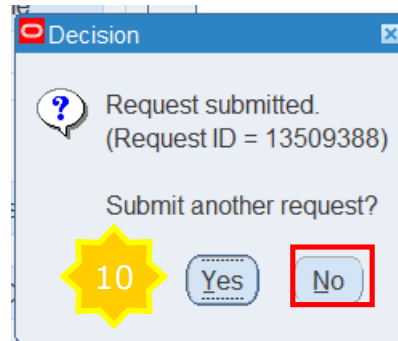 Decision
Request submitted.
(Request ID = 13509388)
Submit another request?
10
Yes
No